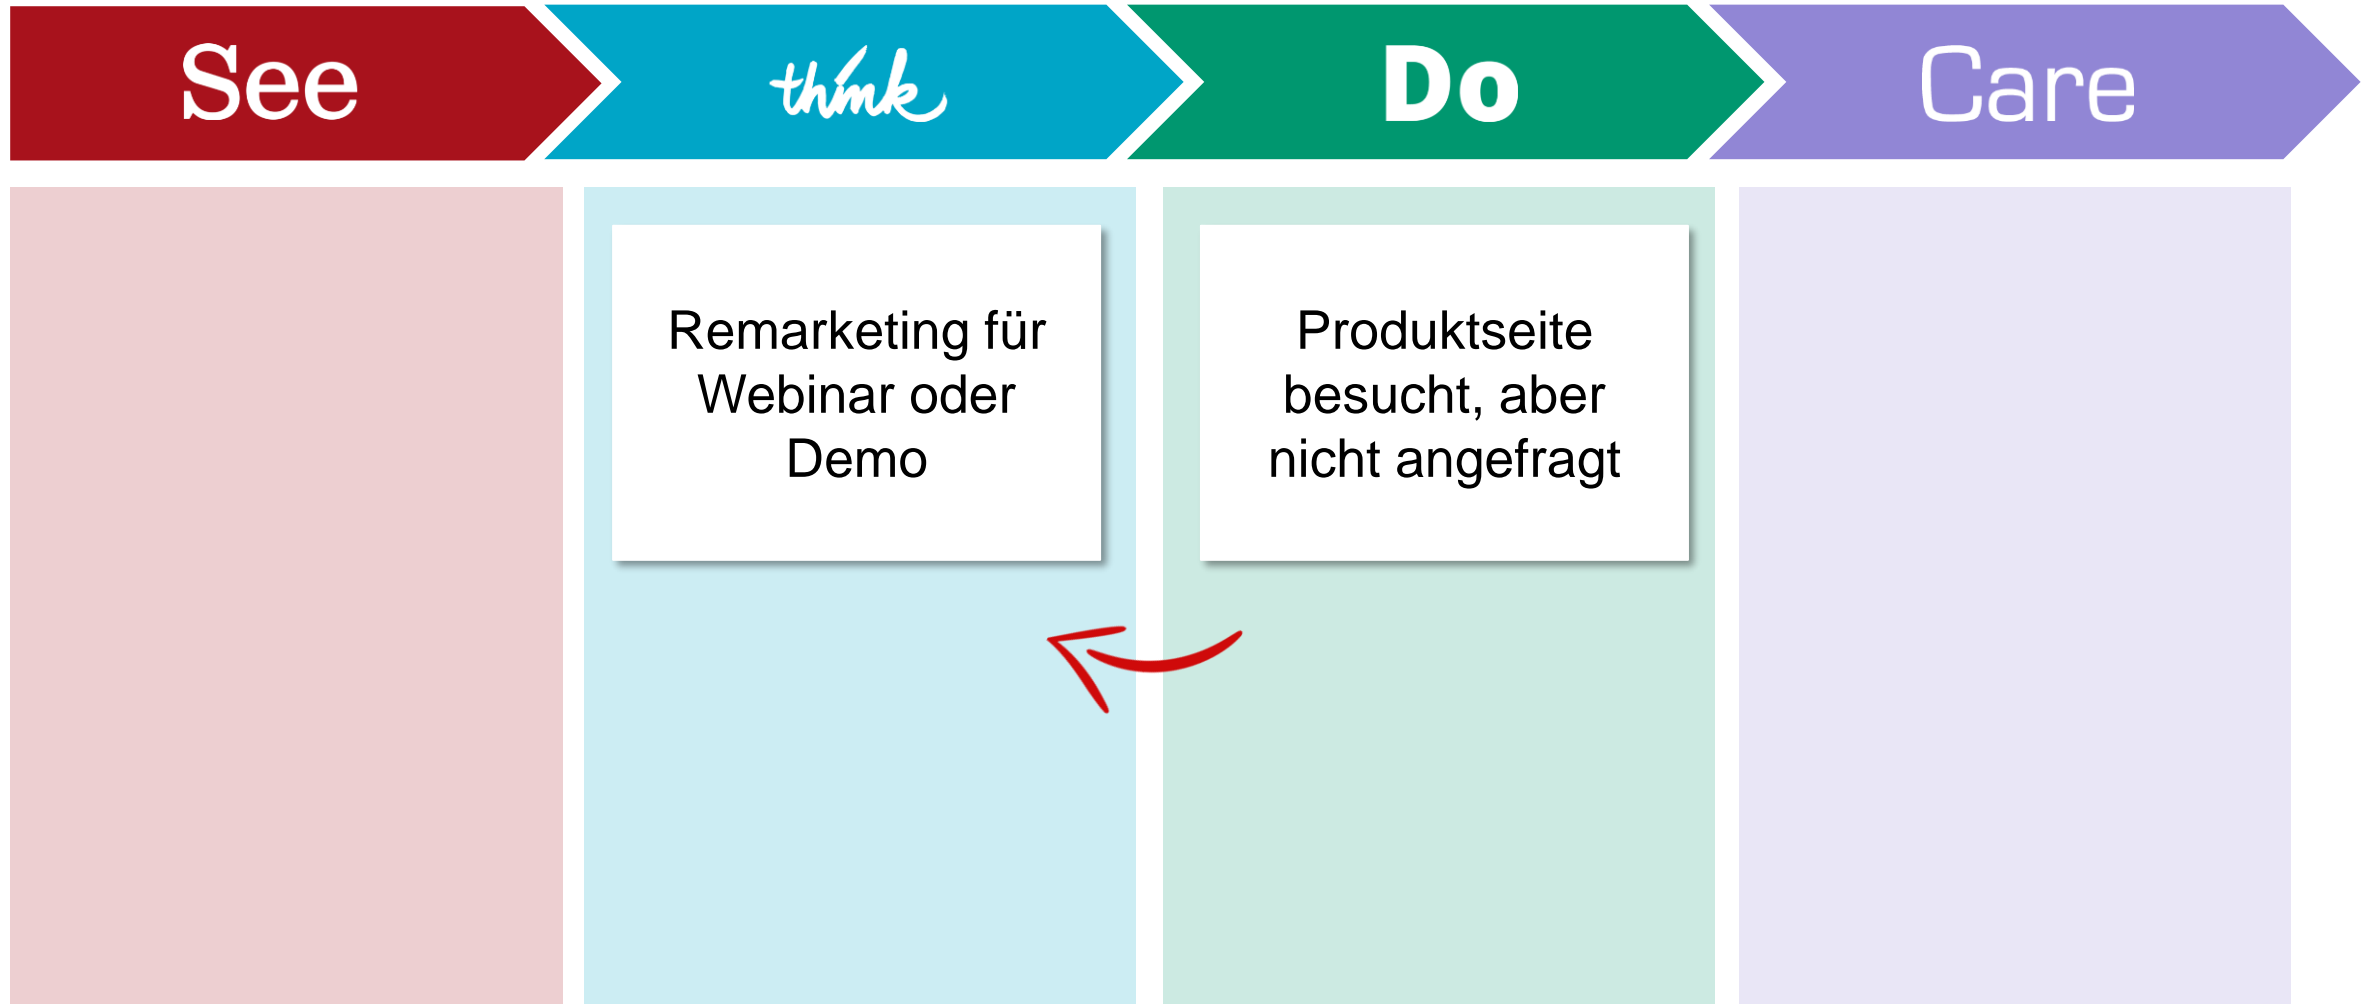 See
think
Do
Care
Remarketing für
Webinar oder
Demo
Produktseite
besucht, aber
nicht angefragt